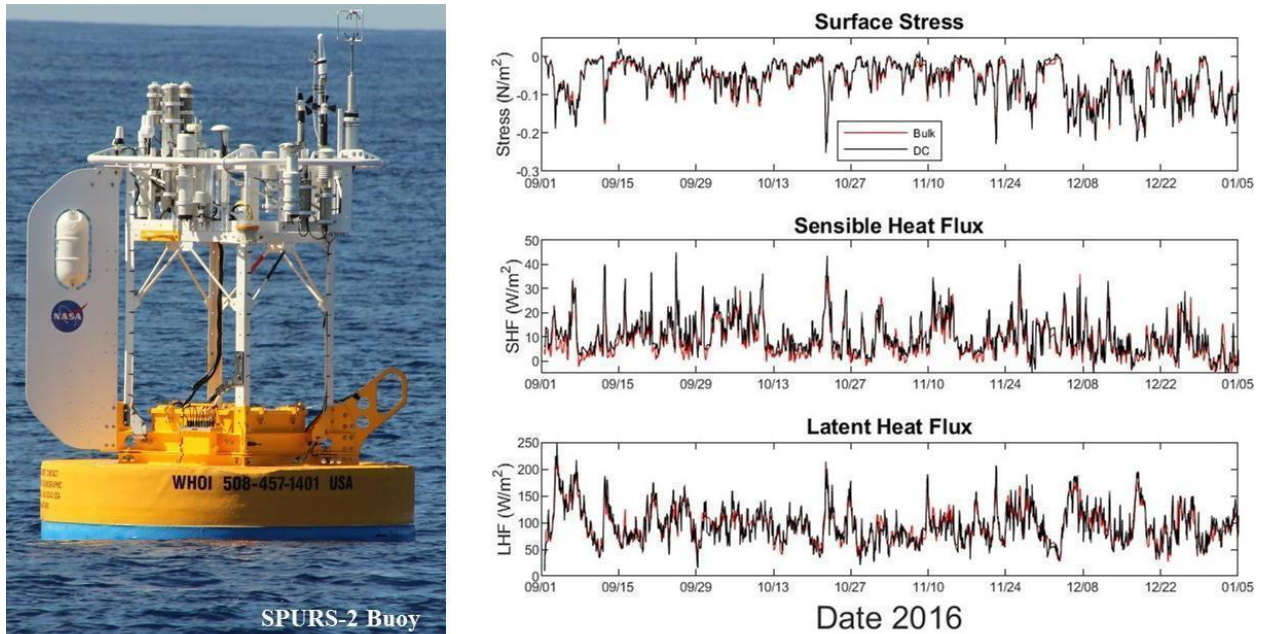 NASA
WHOI 508-457-1401 USA
SPURS-2 Buoy
Surface Stress
Stress (N/m²)
0
-0.1
-0.2
-0.3
Bulk
DC
09/01 09/15 09/29 10/13 10/27 11/10 11/24 12/08 12/22 01/05
Sensible Heat Flux
SHF (W/m²)
50
40
30
20
10
0
09/01 09/15 09/29 10/13 10/27 11/10 11/24 12/08 12/22 01/05
Latent Heat Flux
LHF (W/m²)
250
200
150
100
50
0
09/01 09/15 09/29 10/13 10/27 11/10 11/24 12/08 12/22 01/05
Date 2016